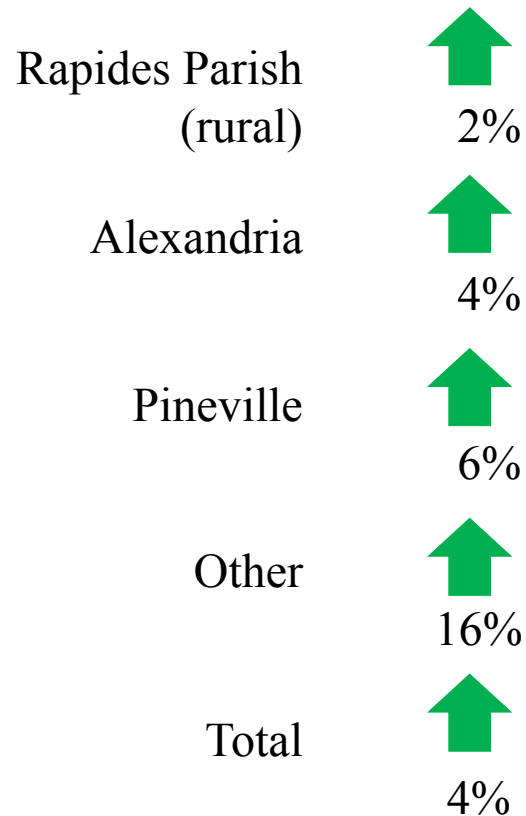 Rapides Parish
(rural)
2%
Alexandria
4%
Pineville
6%
Other
16%
Total
4%